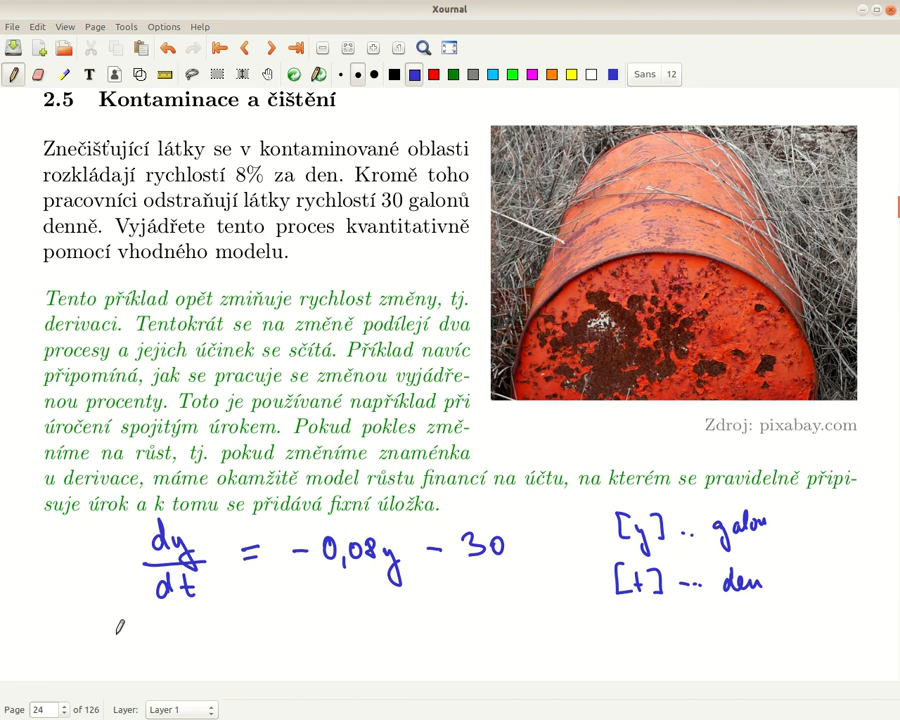 Xournal
File Edit View Page Tools Options Help
Sans 12
2.5 Kontaminace a čištění
Znečišťující látky se v kontaminované oblasti
rozkládají rychlostí 8% za den. Kromě toho
pracovníci odstraňují látky rychlostí 30 galonů
denně. Vyjádřete tento proces kvantitativně
pomocí vhodného modelu.
Tento příklad opět zmiňuje rychlost změny, tj.
derivaci. Tentokrát se na změně podílejí dva
procesy a jejich účinek se sčítá. Příklad navíc
připomíná, jak se pracuje se změnou vyjádře-
nou procenty. Toto je používané například při
úročení spojitým úrokem. Pokud pokles změ-
níme na růst, tj. pokud změníme znaménka
u derivace, máme okamžitě model růstu financí na účtu, na kterém se pravidelně připi-
suje úrok a k tomu se přidává fixní úložka.
Zdroj: pixabay.com
dy/dt = - 0,08y - 30
[y] .. galon
[t] ... den
Page 24 of 126 Layer: Layer 1